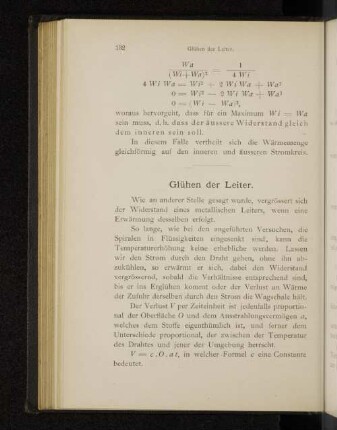 132 Glühen der Leiter.
Wa / (Wi + Wa)² = 1 / 4 Wi
4 Wi Wa = Wi² + 2 Wi Wa + Wa²
0 = Wi² − 2 Wi Wa + Wa²
0 = (Wi − Wa)²,
woraus hervorgeht, dass für ein Maximum Wi = Wa
sein muss, d. h. dass der äussere Widerstand gleich
dem inneren sein soll.
In diesem Falle vertheilt sich die Wärmemenge
gleichförmig auf den inneren und äusseren Stromkreis.
Glühen der Leiter.
Wie an anderer Stelle gesagt wurde, vergrössert sich
der Widerstand eines metallischen Leiters, wenn eine
Erwärmung desselben erfolgt.
So lange, wie bei den angeführten Versuchen, die
Spiralen in Flüssigkeiten eingesenkt sind, kann die
Temperaturerhöhung keine erhebliche werden. Lassen
wir den Strom durch den Draht gehen, ohne ihn ab-
zukühlen, so erwärmt er sich, dabei den Widerstand
vergrössernd, sobald die Verhältnisse entsprechend sind,
bis er ins Erglühen kommt oder der Verlust an Wärme
der Zufuhr derselben durch den Strom die Wagschale hält.
Der Verlust V per Zeiteinheit ist jedenfalls proportio-
nal der Oberfläche O und dem Ausstrahlungsvermögen a,
welches dem Stoffe eigenthümlich ist, und ferner dem
Unterschiede proportional, der zwischen der Temperatur
des Drahtes und jener der Umgebung herrscht.
V = c . O . a t, in welcher Formel c eine Constante
bedeutet.